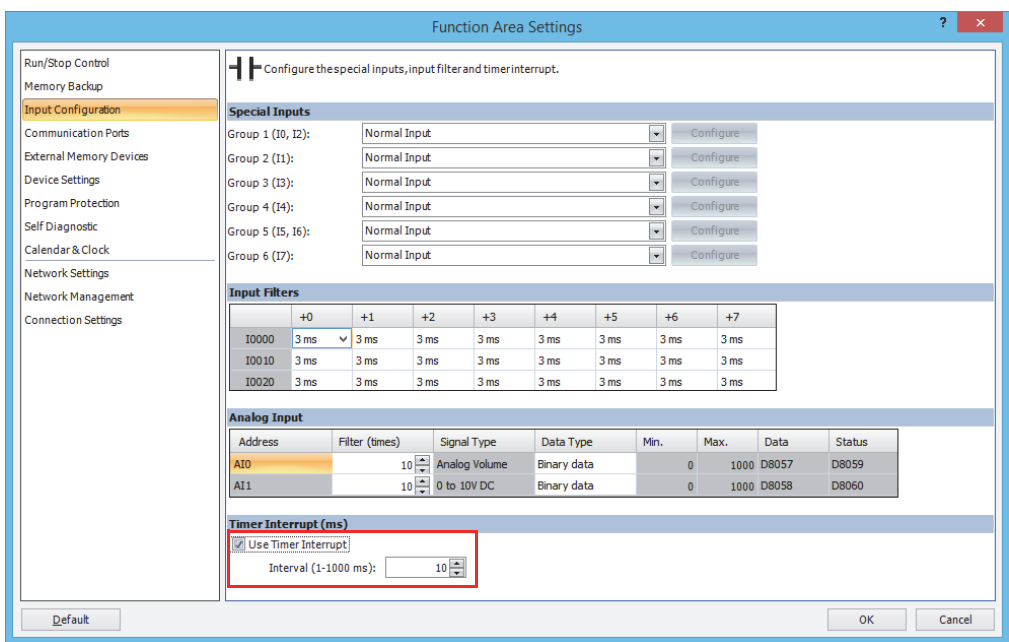 Function Area Settings
? ×
Run/Stop Control
Memory Backup
Input Configuration
Communication Ports
External Memory Devices
Device Settings
Program Protection
Self Diagnostic
Calendar & Clock
Network Settings
Network Management
Connection Settings
Configure the special inputs, input filter and timer interrupt.
Special Inputs
Group 1 (I0, I2): Normal Input Configure
Group 2 (I1): Normal Input Configure
Group 3 (I3): Normal Input Configure
Group 4 (I4): Normal Input Configure
Group 5 (I5, I6): Normal Input Configure
Group 6 (I7): Normal Input Configure
Input Filters
+0 +1 +2 +3 +4 +5 +6 +7
I0000 3 ms 3 ms 3 ms 3 ms 3 ms 3 ms 3 ms 3 ms
I0010 3 ms 3 ms 3 ms 3 ms 3 ms 3 ms 3 ms 3 ms
I0020 3 ms 3 ms 3 ms 3 ms 3 ms 3 ms 3 ms 3 ms
Analog Input
Address Filter (times) Signal Type Data Type Min. Max. Data Status
AI0 10 Analog Volume Binary data 0 1000 D8057 D8059
AI1 10 0 to 10V DC Binary data 0 1000 D8058 D8060
Timer Interrupt (ms)
Use Timer Interrupt
Interval (1-1000 ms): 10
Default OK Cancel